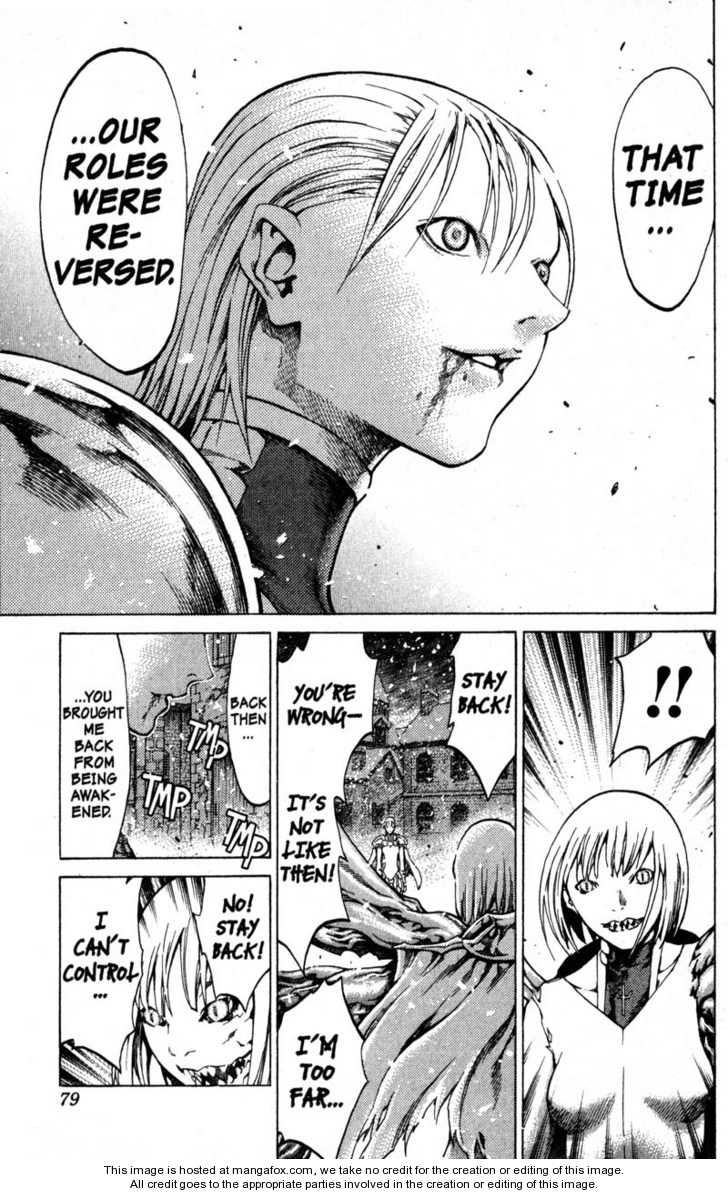 THAT
TIME
...
...OUR
ROLES
WERE
RE-
VERSED.
!!
STAY
BACK!
YOU'RE
WRONG—
IT'S
NOT
LIKE
THEN!
I'M
TOO
FAR...
BACK
THEN
...
...YOU
BROUGHT
ME
BACK
FROM
BEING
AWAK-
ENED.
TMP
TMP
TMP
NO!
STAY
BACK!
I
CAN'T
CONTROL
...
79
This image is hosted at mangafox.com, we take no credit for the creation or editing of this image.
All credit goes to the appropriate parties involved in the creation or editing of this image.